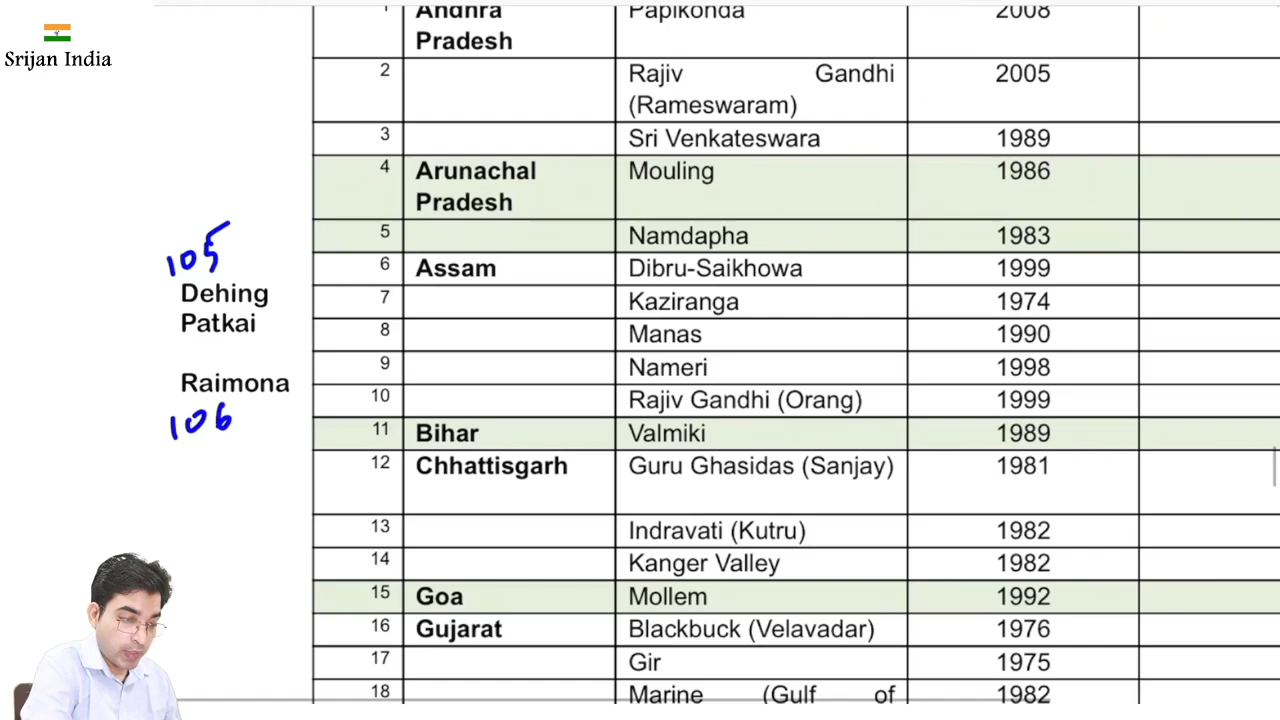 Srijan India
1 Andhra Papikonda 2008
Pradesh
2 Rajiv Gandhi 2005
(Rameswaram)
3 Sri Venkateswara 1989
4 Arunachal Mouling 1986
Pradesh
105
5 Namdapha 1983
6 Assam Dibru-Saikhowa 1999
Dehing
7 Kaziranga 1974
Patkai
8 Manas 1990
9 Nameri 1998
Raimona
10 Rajiv Gandhi (Orang) 1999
106
11 Bihar Valmiki 1989
12 Chhattisgarh Guru Ghasidas (Sanjay) 1981
13 Indravati (Kutru) 1982
14 Kanger Valley 1982
15 Goa Mollem 1992
16 Gujarat Blackbuck (Velavadar) 1976
17 Gir 1975
18 Marine (Gulf of 1982